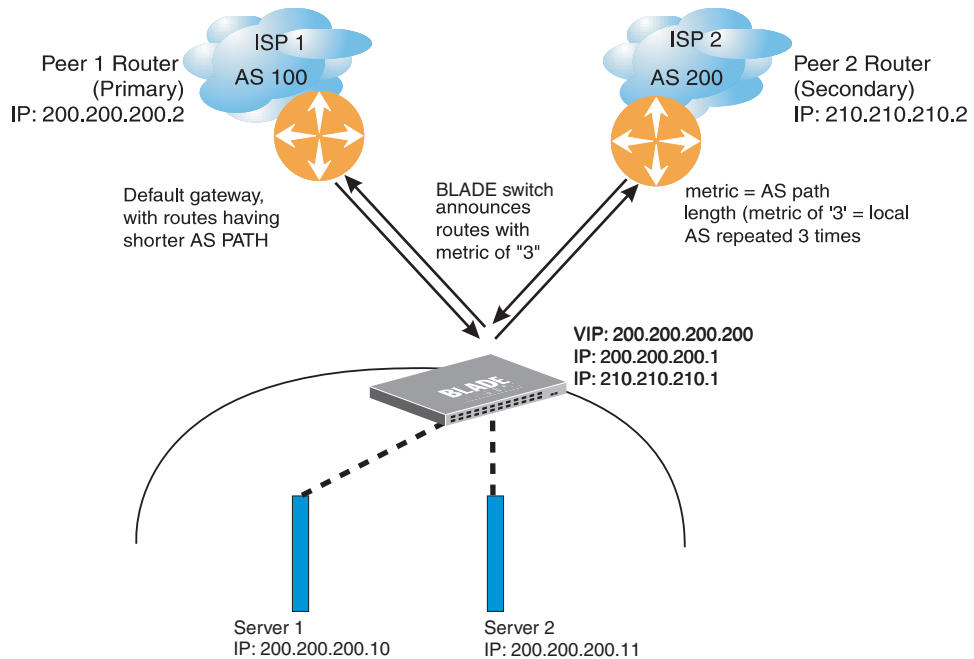 ISP 1
AS 100
ISP 2
AS 200
Peer 1 Router
(Primary)
IP: 200.200.200.2
Peer 2 Router
(Secondary)
IP: 210.210.210.2
Default gateway,
with routes having
shorter AS PATH
BLADE switch
announces
routes with
metric of "3"
metric = AS path
length (metric of '3' = local
AS repeated 3 times
VIP: 200.200.200.200
IP: 200.200.200.1
IP: 210.210.210.1
BLADE
Server 1
IP: 200.200.200.10
Server 2
IP: 200.200.200.11